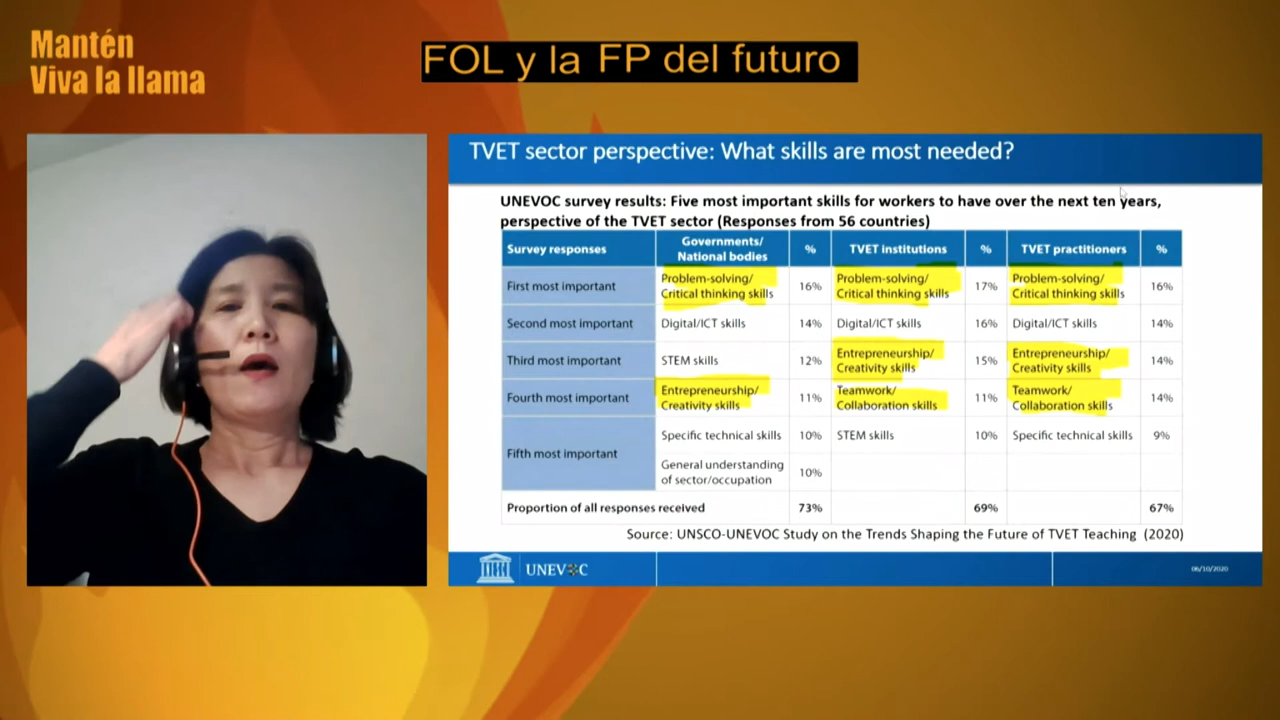 Mantén
Viva la llama
FOL y la FP del futuro
TVET sector perspective: What skills are most needed?
UNEVOC survey results: Five most important skills for workers to have over the next ten years,
perspective of the TVET sector (Responses from 56 countries)
Survey responses
Governments/
National bodies
%
TVET institutions
%
TVET practitioners
%
First most important
Problem-solving/
Critical thinking skills
16%
Problem-solving/
Critical thinking skills
17%
Problem-solving/
Critical thinking skills
16%
Second most important
Digital/ICT skills
14%
Digital/ICT skills
16%
Digital/ICT skills
14%
Third most important
STEM skills
12%
Entrepreneurship/
Creativity skills
15%
Entrepreneurship/
Creativity skills
14%
Fourth most important
Entrepreneurship/
Creativity skills
11%
Teamwork/
Collaboration skills
11%
Teamwork/
Collaboration skills
14%
Fifth most important
Specific technical skills
10%
STEM skills
10%
Specific technical skills
9%
General understanding
of sector/occupation
10%
Proportion of all responses received
73%
69%
67%
Source: UNSCO-UNEVOC Study on the Trends Shaping the Future of TVET Teaching (2020)
UNEVOC
06/10/2020